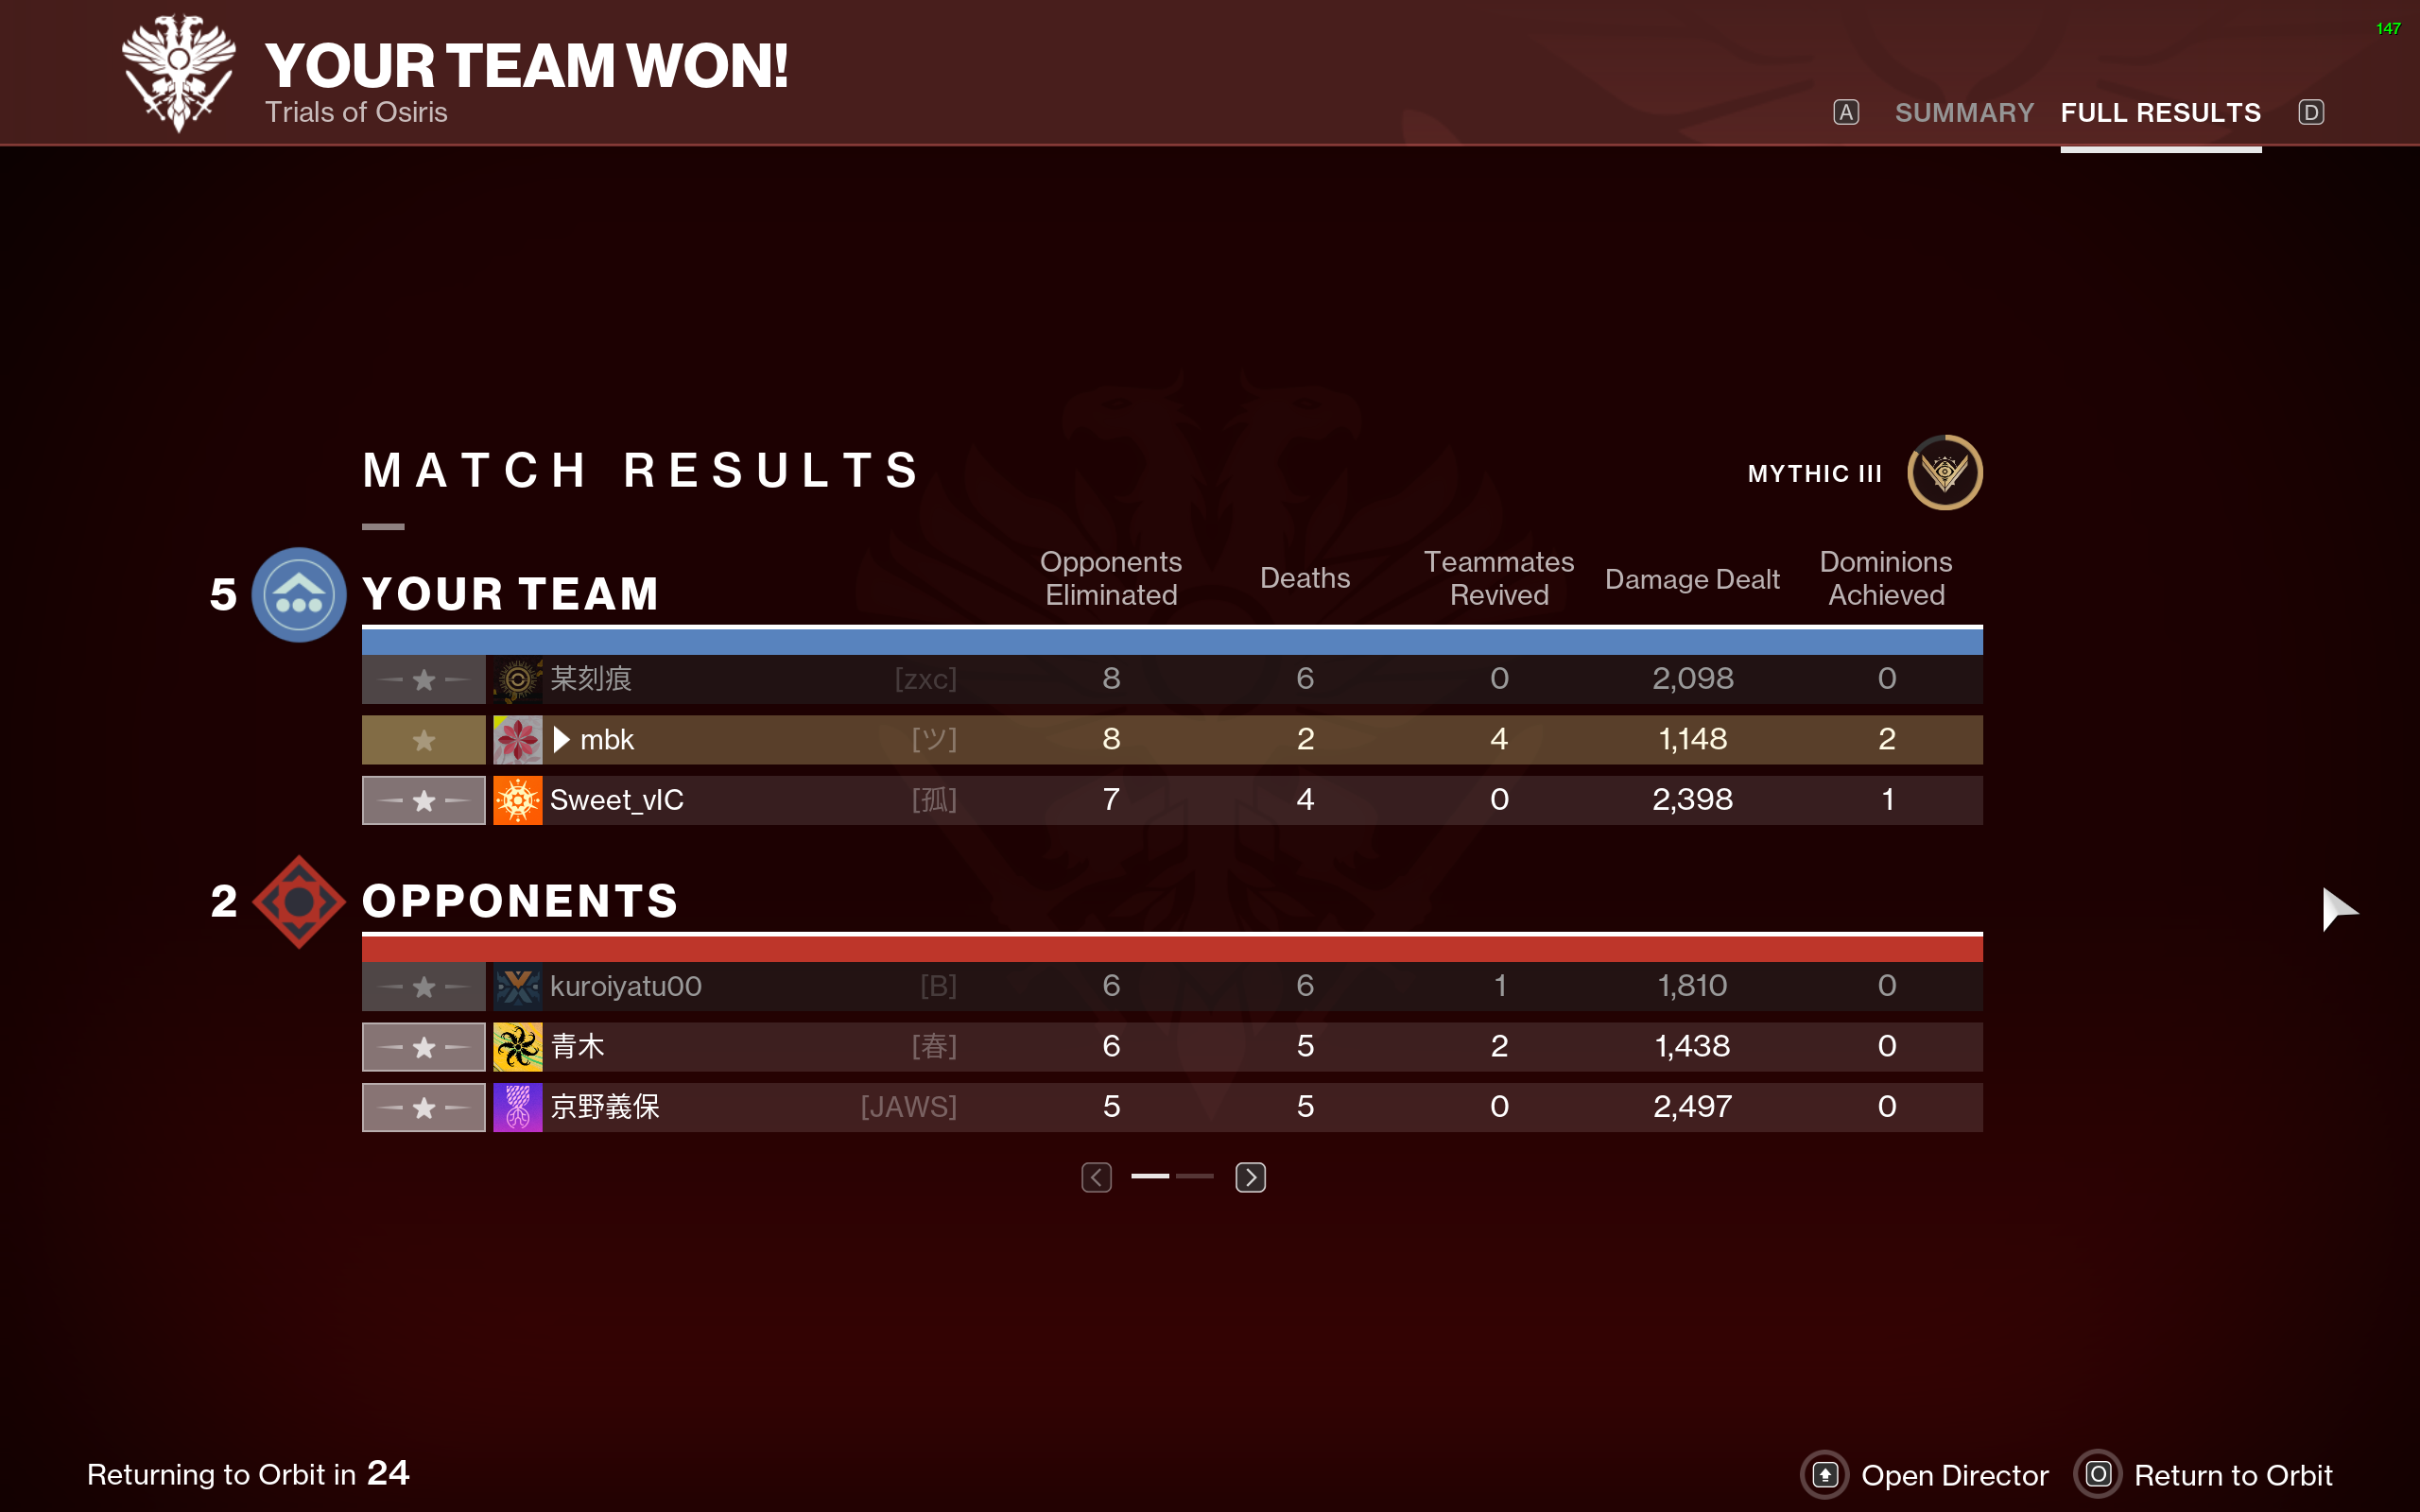 147
YOUR TEAM WON!
Trials of Osiris
A SUMMARY FULL RESULTS D
MATCH RESULTS
MYTHIC III
5 YOUR TEAM Opponents Eliminated Deaths Teammates Revived Damage Dealt Dominions Achieved
某刻痕 [zxc] 8 6 0 2,098 0
mbk [ツ] 8 2 4 1,148 2
Sweet_vIC [孤] 7 4 0 2,398 1
2 OPPONENTS
kuroiyatu00 [B] 6 6 1 1,810 0
青木 [春] 6 5 2 1,438 0
京野義保 [JAWS] 5 5 0 2,497 0
Returning to Orbit in 24
Open Director O Return to Orbit